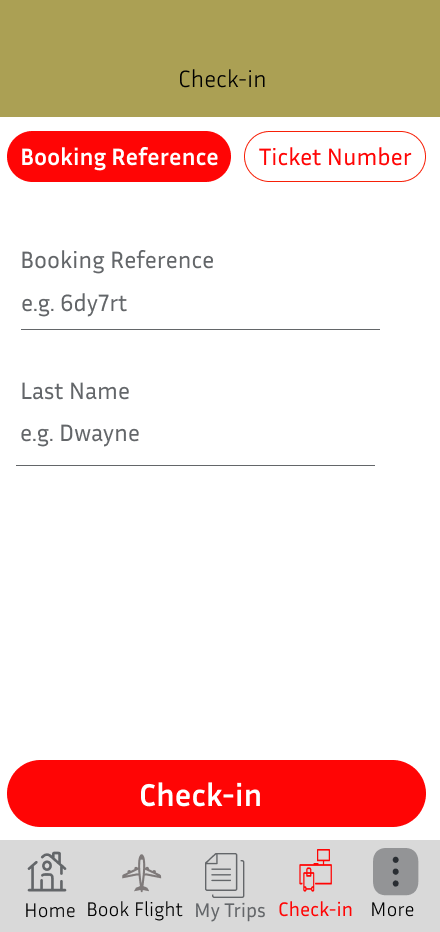 Check-in
Booking Reference Ticket Number
Booking Reference
e.g. 6dy7rt
Last Name
e.g. Dwayne
Check-in
Home Book Flight My Trips Check-in More